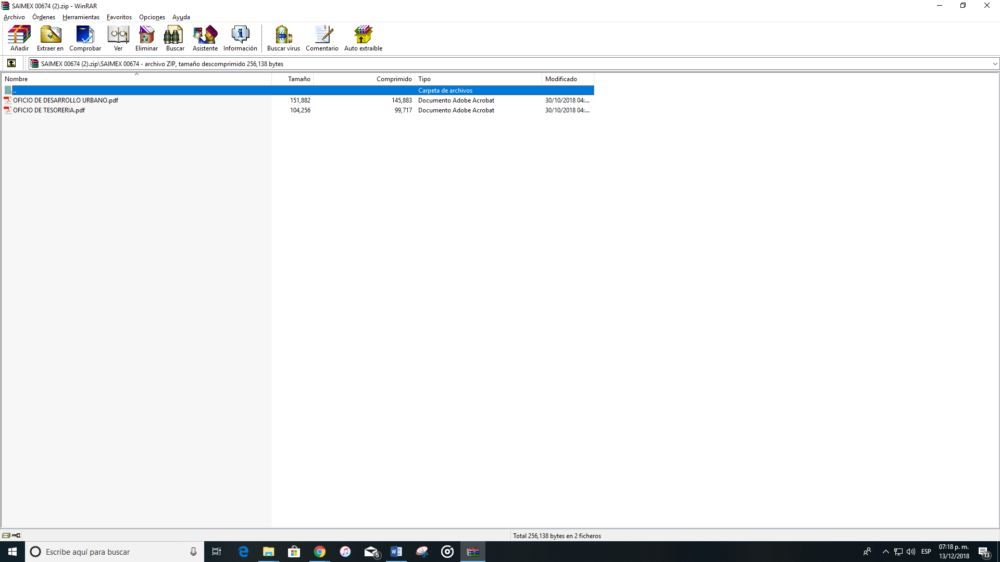 SAIMEX 00674 (2).zip - WinRAR
Archivo Órdenes Herramientas Favoritos Opciones Ayuda
Añadir Extraer en Comprobar Ver Eliminar Buscar Asistente Información Buscar virus Comentario Auto extraíble
SAIMEX 00674 (2).zip\SAIMEX 00674 - archivo ZIP, tamaño descomprimido 256,138 bytes
Nombre Tamaño Comprimido Tipo Modificado
.. Carpeta de archivos
OFICIO DE DESARROLLO URBANO.pdf 151,882 145,883 Documento Adobe Acrobat 30/10/2018 04:...
OFICIO DE TESORERIA.pdf 104,256 99,717 Documento Adobe Acrobat 30/10/2018 04:...
Total 256,138 bytes en 2 ficheros
Escribe aquí para buscar 5 ESP 07:18 p. m. 13
13/12/2018